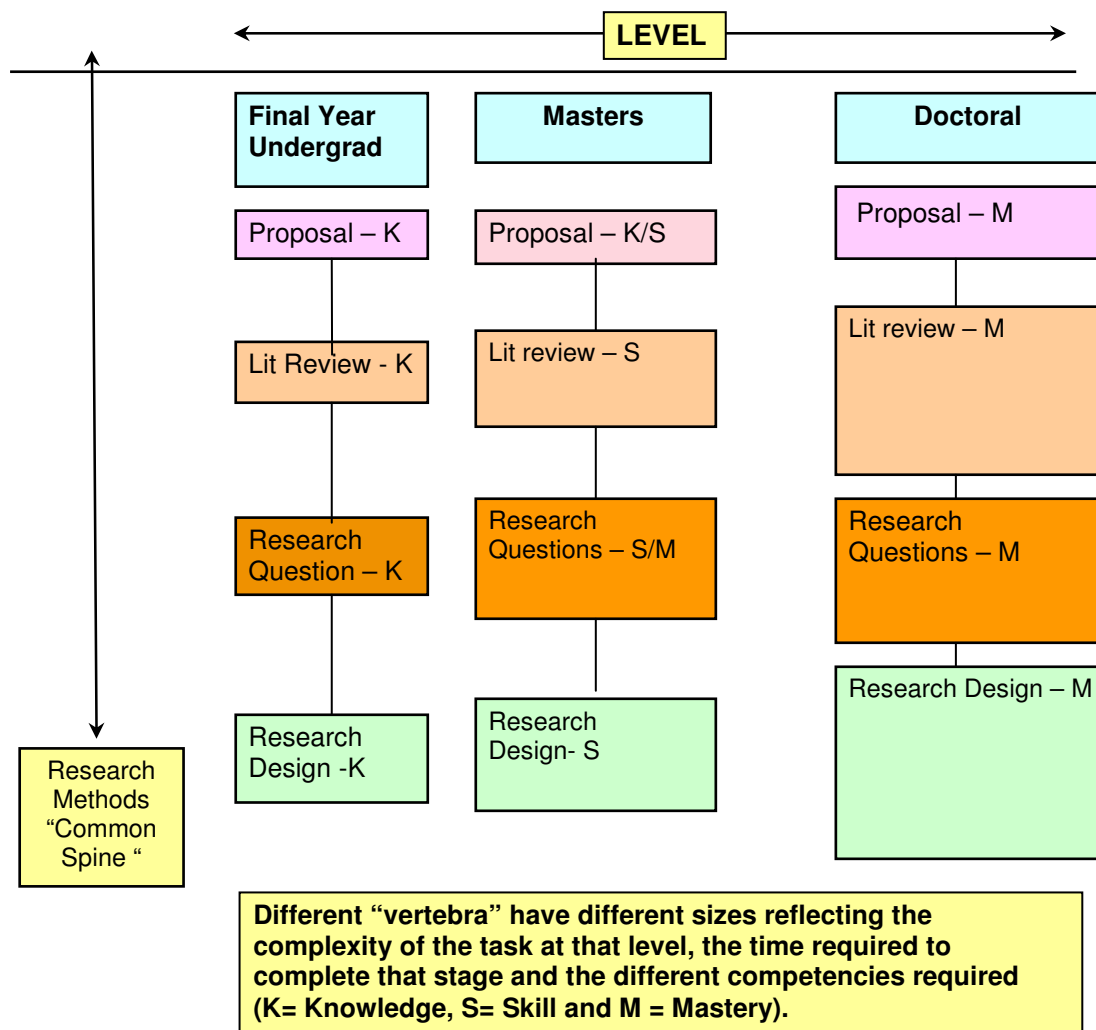 LEVEL
Final Year
Undergrad
Masters
Doctoral
Proposal – K
Proposal – K/S
Proposal – M
Lit Review - K
Lit review – S
Lit review – M
Research
Question – K
Research
Questions – S/M
Research
Questions – M
Research
Design -K
Research
Design- S
Research Design – M
Research
Methods
“Common
Spine “
Different “vertebra” have different sizes reflecting the
complexity of the task at that level, the time required to
complete that stage and the different competencies required
(K= Knowledge, S= Skill and M = Mastery).